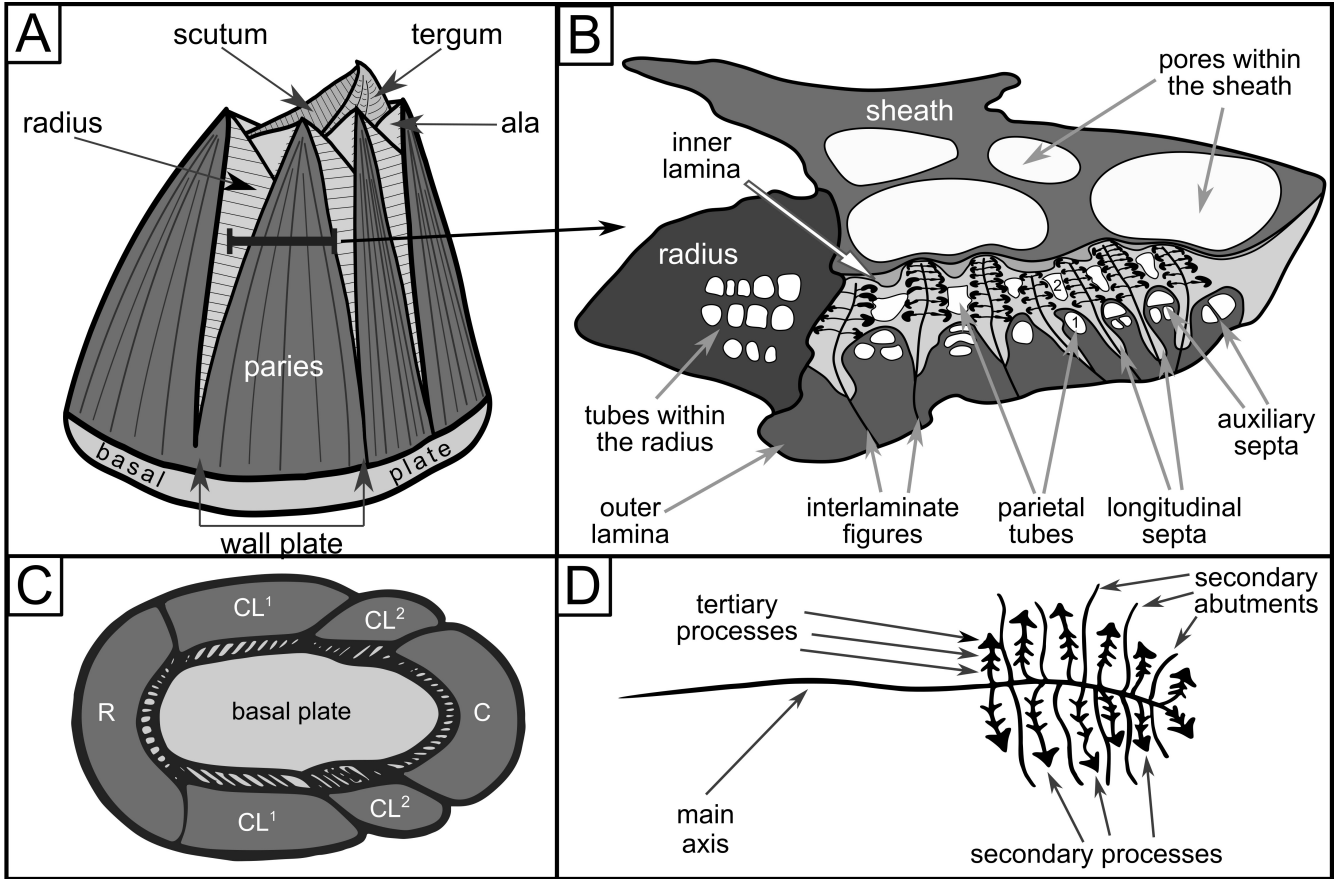 A
scutum
tergum
radius
ala
paries
basal
plate
wall plate
B
pores within
the sheath
sheath
inner
lamina
radius
2
1
tubes within
the radius
auxiliary
septa
outer
lamina
interlaminate
figures
parietal
tubes
longitudinal
septa
C
CL¹
CL²
R
basal plate
C
CL¹
CL²
D
tertiary
processes
secondary
abutments
main
axis
secondary processes